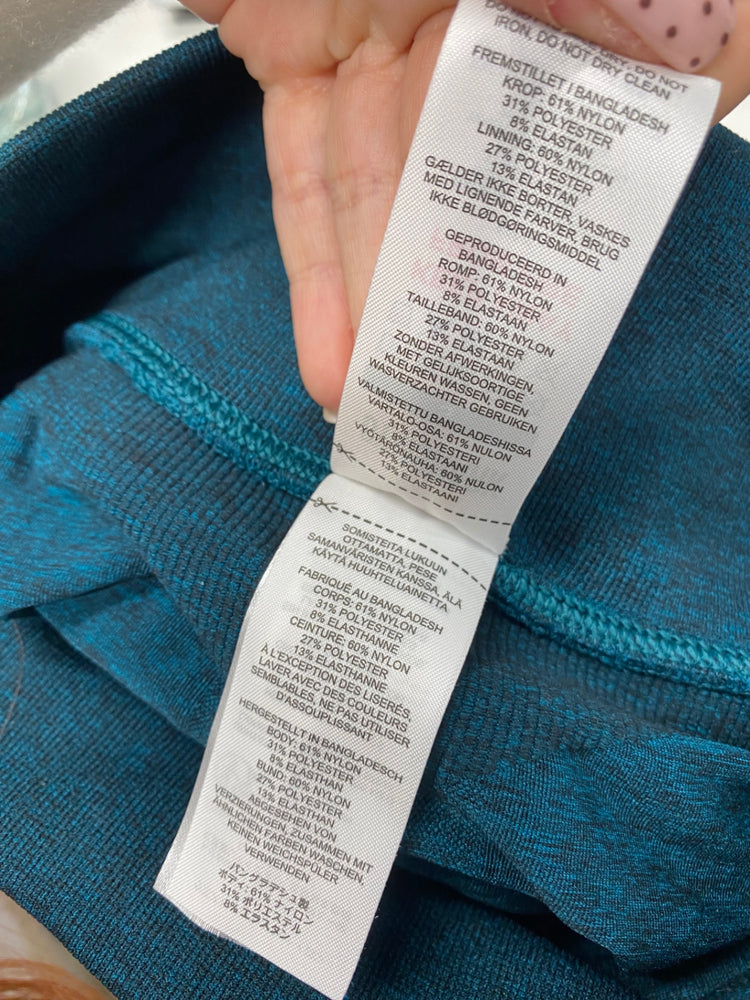 DO NOT
IRON, DO NOT DRY CLEAN
FREMSTILLET I BANGLADESH
KROP: 61% NYLON
31% POLYESTER
8% ELASTAN
LINNING: 60% NYLON
27% POLYESTER
13% ELASTAN
GÆLDER IKKE BORTER, VASKES
MED LIGNENDE FARVER, BRUG
IKKE BLØDGØRINGSMIDDEL
GEPRODUCEERD IN
BANGLADESH
ROMP: 61% NYLON
31% POLYESTER
8% ELASTAAN
TAILLEBAND: 60% NYLON
27% POLYESTER
13% ELASTAAN
ZONDER AFWERKINGEN,
MET GELIJKSOORTIGE
KLEUREN WASSEN, GEEN
WASVERZACHTER GEBRUIKEN
VALMISTETTU BANGLADESHISSA
VARTALO-OSA: 61% NULON
31% POLYESTERI
8% ELASTAANI
VYÖTÄRÖNAUHA: 60% NULON
27% POLYESTERI
13% ELASTAANI
SOMISTEITA LUKUUN
OTTAMATTA, PESE
SAMANVÄRISTEN KANSSA, ÄLÄ
KÄYTÄ HUUHTELUAINETTA
FABRIQUÉ AU BANGLADESH
CORPS: 61% NYLON
31% POLYESTER
8% ELASTHANNE
CEINTURE: 60% NYLON
27% POLYESTER
13% ELASTHANNE
À L'EXCEPTION DES LISERÉS,
LAVER AVEC DES COULEURS
SEMBLABLES, NE PAS UTILISER
D'ASSOUPLISSANT
HERGESTELLT IN BANGLADESCH
BODY: 61% NYLON
31% POLYESTER
8% ELASTHAN
BUND: 60% NYLON
27% POLYESTER
13% ELASTHAN
ABGESEHEN VON
VERZIERUNGEN, ZUSAMMEN MIT
ÄHNLICHEN FARBEN WASCHEN,
KEINEN WEICHSPÜLER
VERWENDEN
バングラデシュ製
ボディ: 61% ナイロン
31% ポリエステル
8% エラスタン